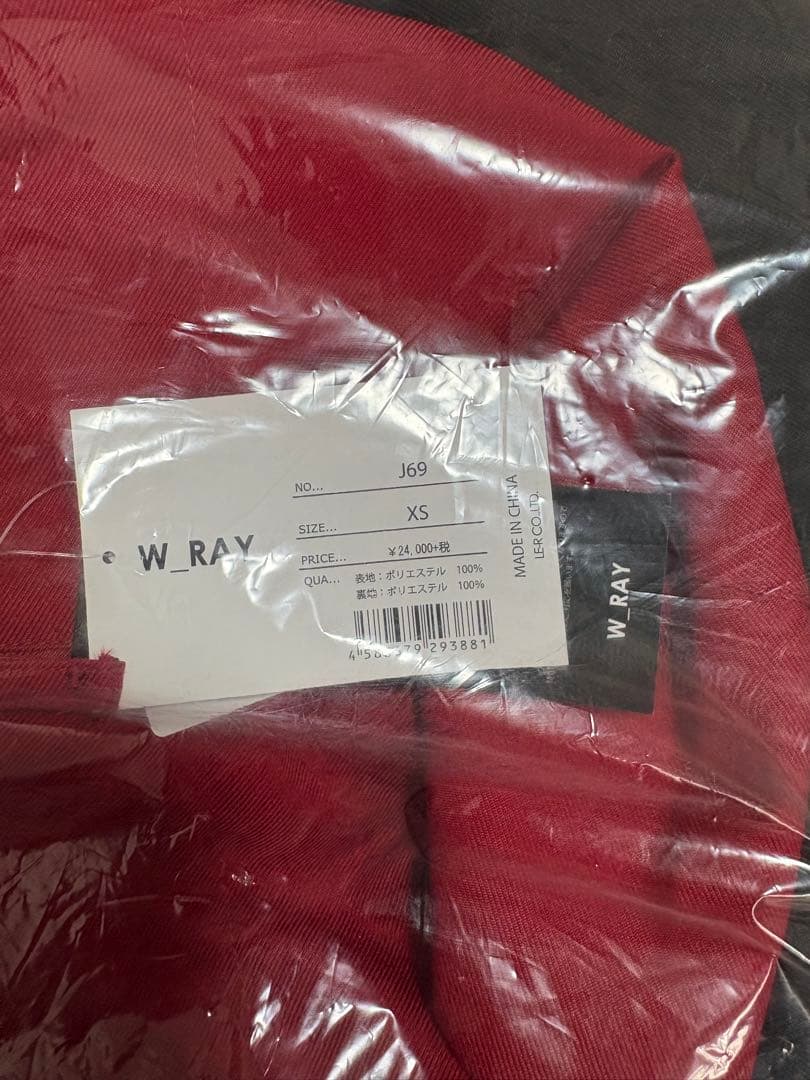 W_RAY
NO... J69
SIZE... XS
PRICE... ¥24,000+税
QUA... 表地：ポリエステル 100%
裏地：ポリエステル 100%
293881
MADE IN CHINA
LE-R CO.,LTD.
W_RAY